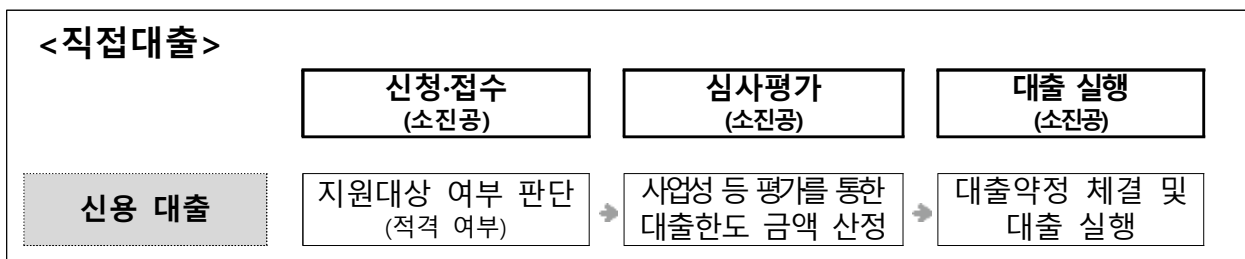 <직접대출>
신청·접수
(소진공)
심사평가
(소진공)
대출 실행
(소진공)
신용 대출
지원대상 여부 판단
(적격 여부)
사업성 등 평가를 통한
대출한도 금액 산정
대출약정 체결 및
대출 실행